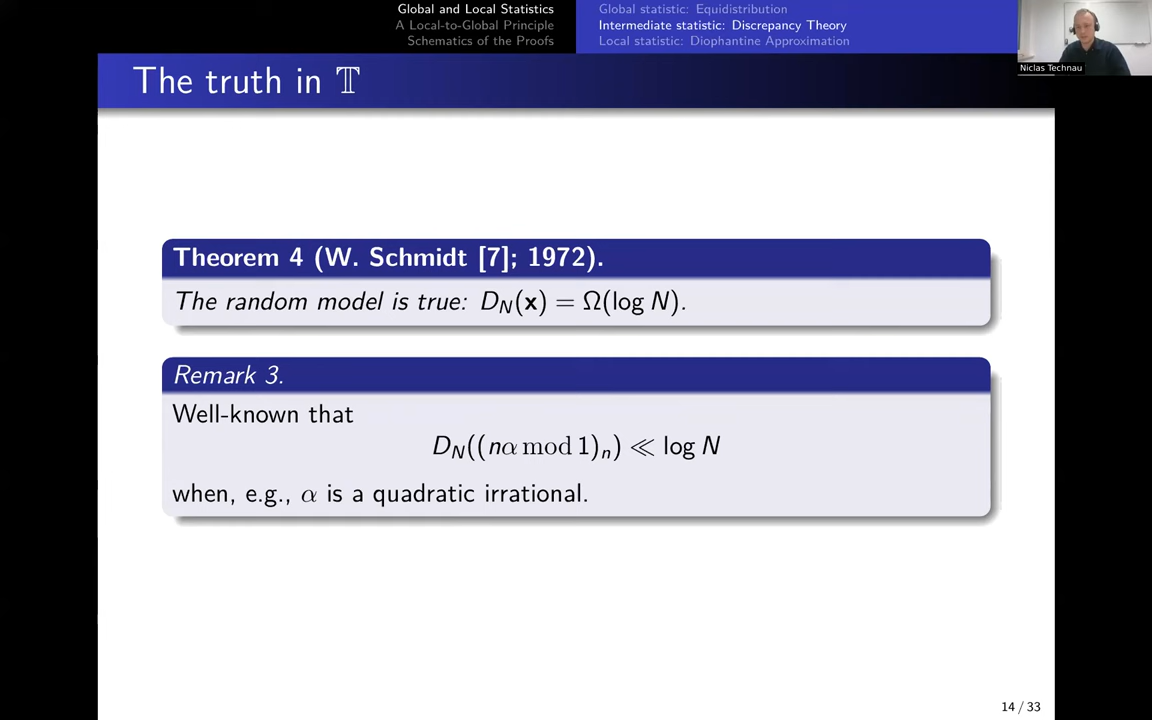 Global and Local Statistics
A Local-to-Global Principle
Schematics of the Proofs
Global statistic: Equidistribution
Intermediate statistic: Discrepancy Theory
Local statistic: Diophantine Approximation
Niclas Technau
The truth in 𝕋
Theorem 4 (W. Schmidt [7]; 1972).
The random model is true: D_N(x) = Ω(log N).
Remark 3.
Well-known that
D_N((nα mod 1)_n) ≪ log N
when, e.g., α is a quadratic irrational.
14 / 33